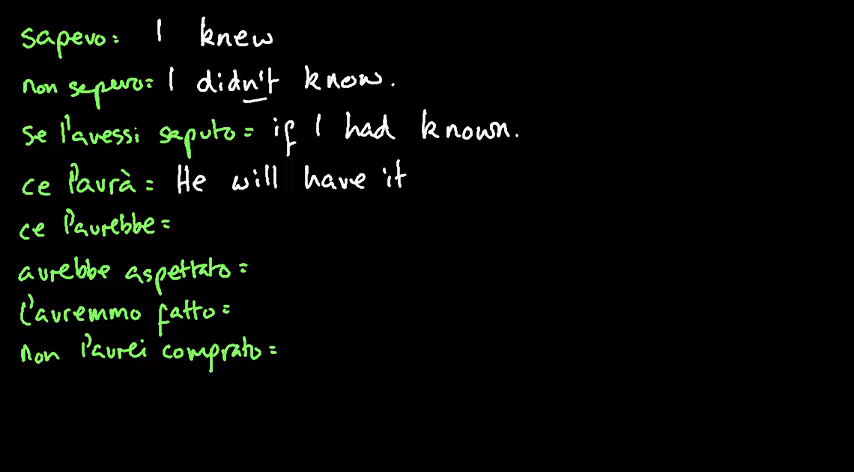 sapevo: I knew
non sapevo= I didn't know.
se l'avessi saputo = if I had known.
ce l'avrà = He will have it
ce l'avrebbe=
avrebbe aspettato =
l'avremmo fatto=
non l'avrei comprato=